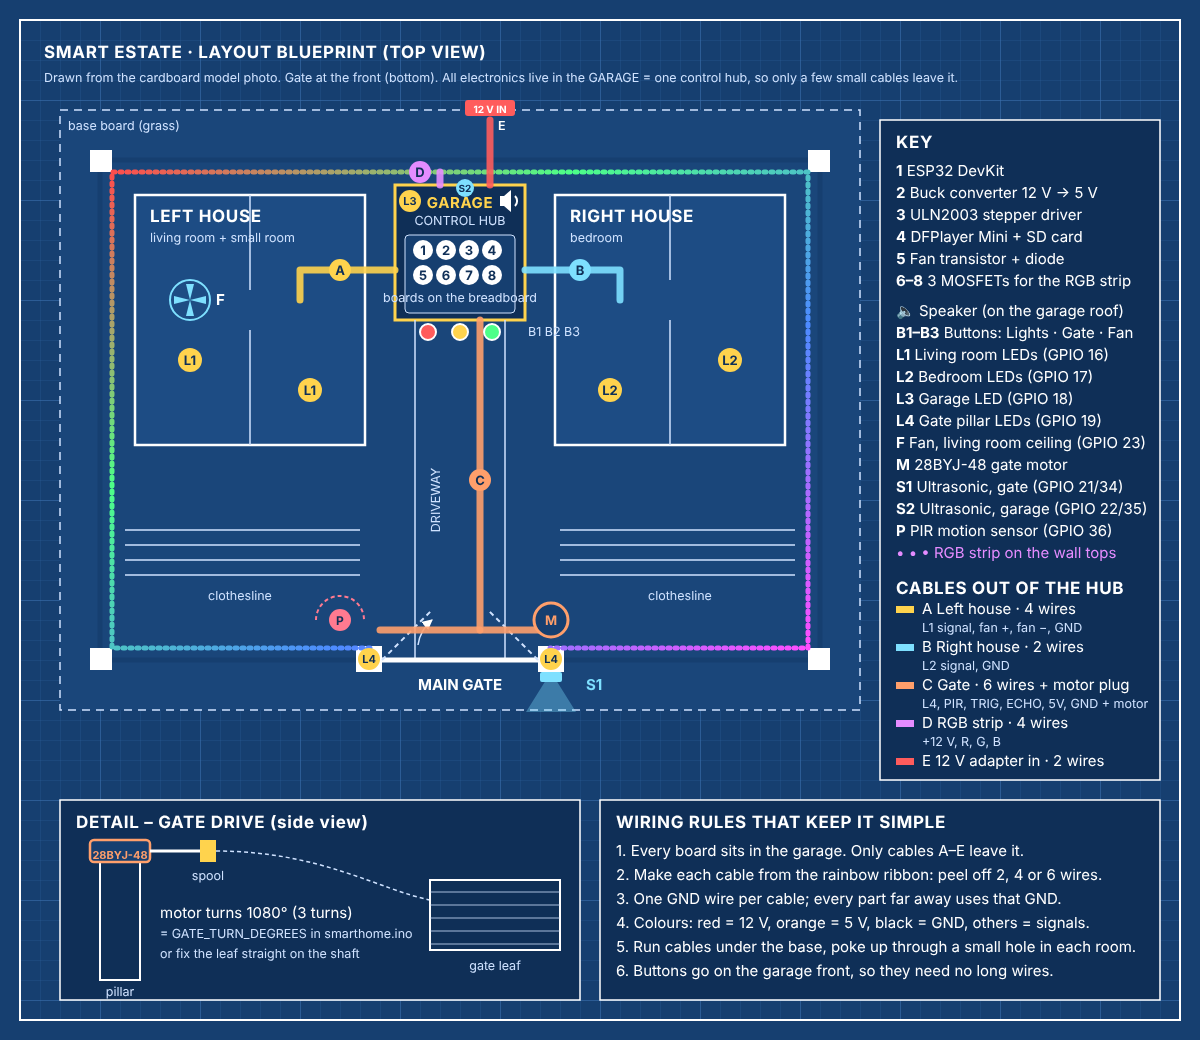 SMART ESTATE · LAYOUT BLUEPRINT (TOP VIEW)
Drawn from the cardboard model photo. Gate at the front (bottom). All electronics live in the GARAGE = one control hub, so only a few small cables leave it.
12 V IN
base board (grass)
E
D
S2
L3
GARAGE
CONTROL HUB
1 2 3 4
5 6 7 8
boards on the breadboard
LEFT HOUSE
living room + small room
A
F
L1
L1
RIGHT HOUSE
bedroom
B
B1 B2 B3
L2
L2
C
DRIVEWAY
clothesline
clothesline
P
M
L4
L4
MAIN GATE
S1
KEY
1 ESP32 DevKit
2 Buck converter 12 V → 5 V
3 ULN2003 stepper driver
4 DFPlayer Mini + SD card
5 Fan transistor + diode
6–8 3 MOSFETs for the RGB strip
🔈 Speaker (on the garage roof)
B1–B3 Buttons: Lights · Gate · Fan
L1 Living room LEDs (GPIO 16)
L2 Bedroom LEDs (GPIO 17)
L3 Garage LED (GPIO 18)
L4 Gate pillar LEDs (GPIO 19)
F Fan, living room ceiling (GPIO 23)
M 28BYJ-48 gate motor
S1 Ultrasonic, gate (GPIO 21/34)
S2 Ultrasonic, garage (GPIO 22/35)
P PIR motion sensor (GPIO 36)
• • • RGB strip on the wall tops
CABLES OUT OF THE HUB
A Left house · 4 wires
L1 signal, fan +, fan −, GND
B Right house · 2 wires
L2 signal, GND
C Gate · 6 wires + motor plug
L4, PIR, TRIG, ECHO, 5V, GND + motor
D RGB strip · 4 wires
+12 V, R, G, B
E 12 V adapter in · 2 wires
DETAIL – GATE DRIVE (side view)
28BYJ-48
spool
motor turns 1080° (3 turns)
= GATE_TURN_DEGREES in smarthome.ino
or fix the leaf straight on the shaft
gate leaf
pillar
WIRING RULES THAT KEEP IT SIMPLE
1. Every board sits in the garage. Only cables A–E leave it.
2. Make each cable from the rainbow ribbon: peel off 2, 4 or 6 wires.
3. One GND wire per cable; every part far away uses that GND.
4. Colours: red = 12 V, orange = 5 V, black = GND, others = signals.
5. Run cables under the base, poke up through a small hole in each room.
6. Buttons go on the garage front, so they need no long wires.